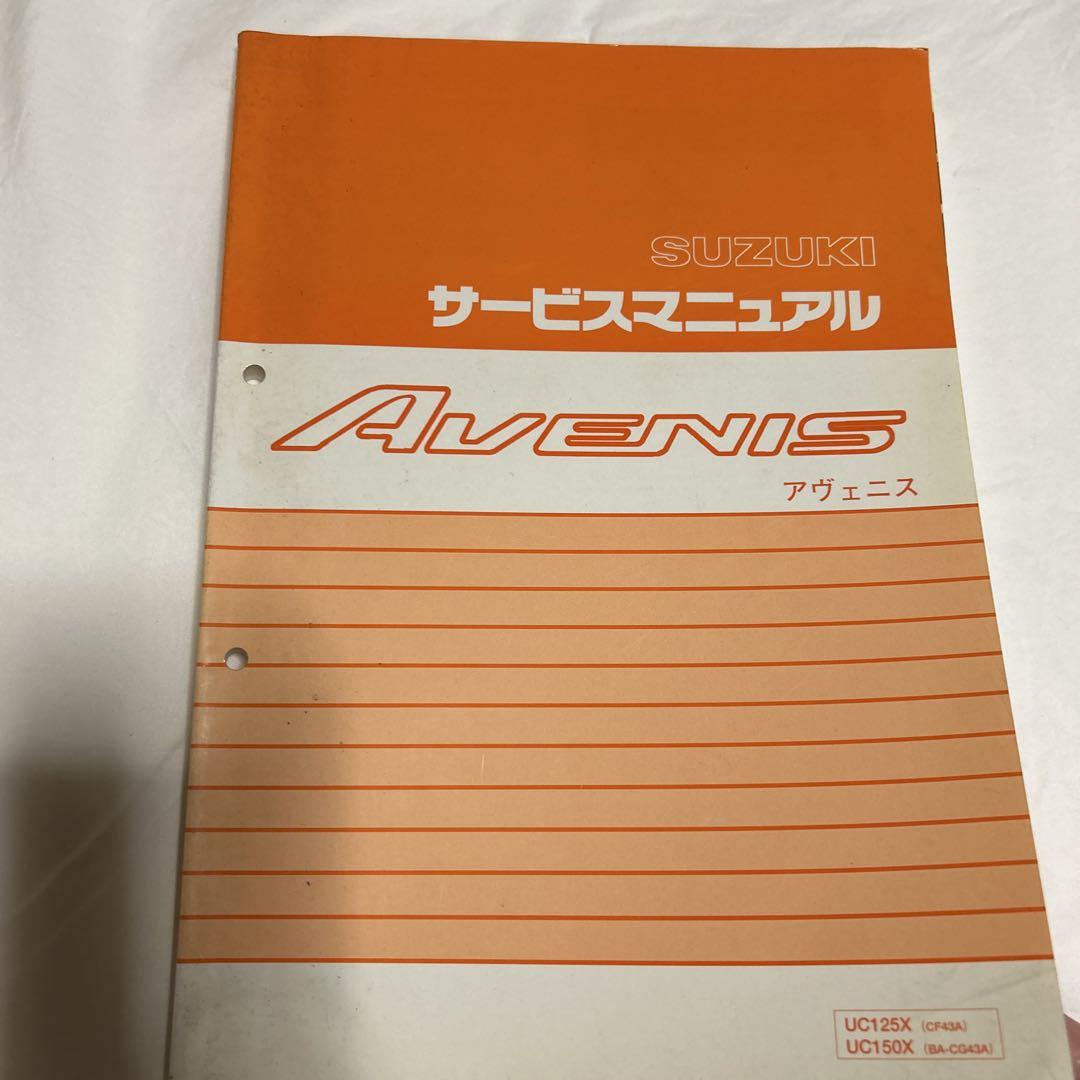 SUZUKI
サービスマニュアル
AVENIS
アヴェニス
UC125X (CF43A)
UC150X (BA-CG43A)